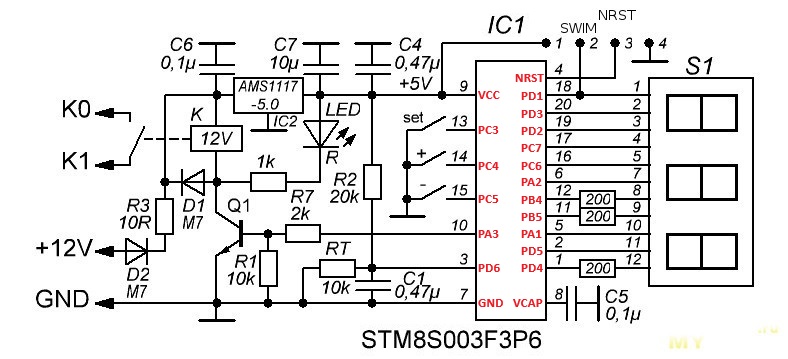 NRST
IC1
SWIM
1 2 3 4
C6
0,1µ
C7
10µ
C4
0,47µ
+5V
AMS1117
-5.0
IC2
LED
R
K0
K
12V
K1
1k
D1
M7
R3
10R
Q1
R7
2k
R2
20k
+12V
D2
M7
R1
10k
RT
10k
C1
0,47µ
GND
set
+
-
9 VCC
13 PC3
14 PC4
15 PC5
10 PA3
3 PD6
7 GND
NRST 4
PD1 18
PD3 20
PD2 19
PC7 17
PC6 16
PA2 6
PB4 12 200
PB5 11 200
PA1 5
PD5 2
PD4 1 200
VCAP 8
C5
0,1µ
S1
1
2
3
4
5
7
8
9
10
11
12
STM8S003F3P6
MY
.ru